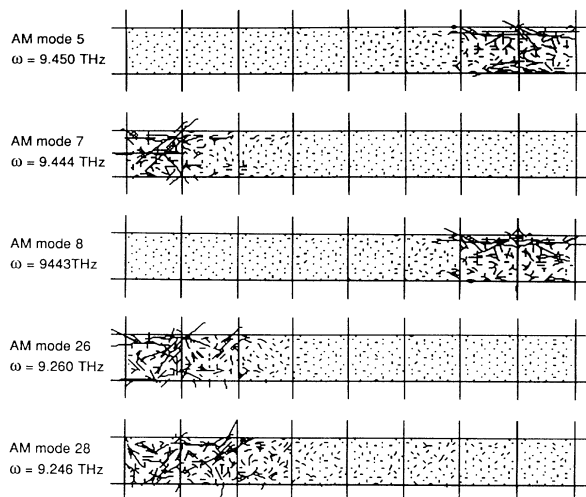 AM mode 5
ω = 9.450 THz
AM mode 7
ω = 9.444 THz
AM mode 8
ω = 9443THz
AM mode 26
ω = 9.260 THz
AM mode 28
ω = 9.246 THz